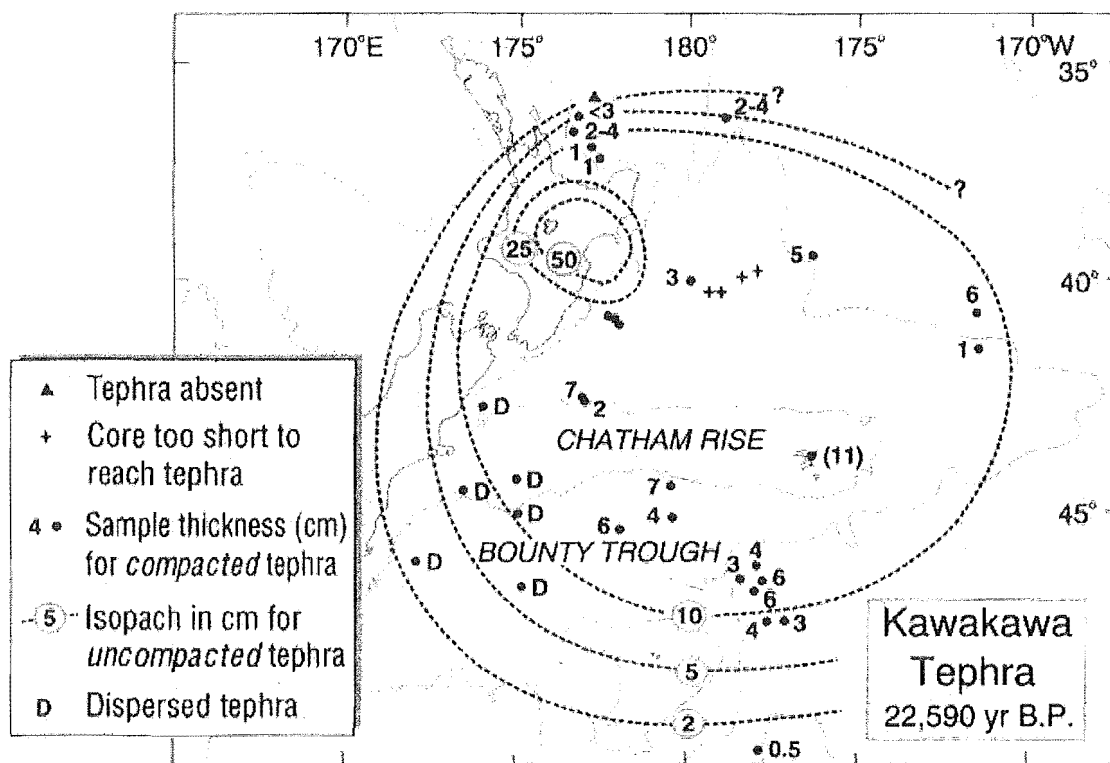 170°E 175° 180° 175° 170°W
35°
?
<3
2-4
2-4
1
1
?
25
50
5
3
40°
6
1
7
2
D
CHATHAM RISE
(11)
D
7
D
D
4
6
45°
BOUNTY TROUGH
4
3
D
6
D
6
10
4
3
5
2
0.5
Tephra absent
Core too short to
reach tephra
4 Sample thickness (cm)
for compacted tephra
5 Isopach in cm for
uncompacted tephra
D Dispersed tephra
Kawakawa
Tephra
22,590 yr B.P.